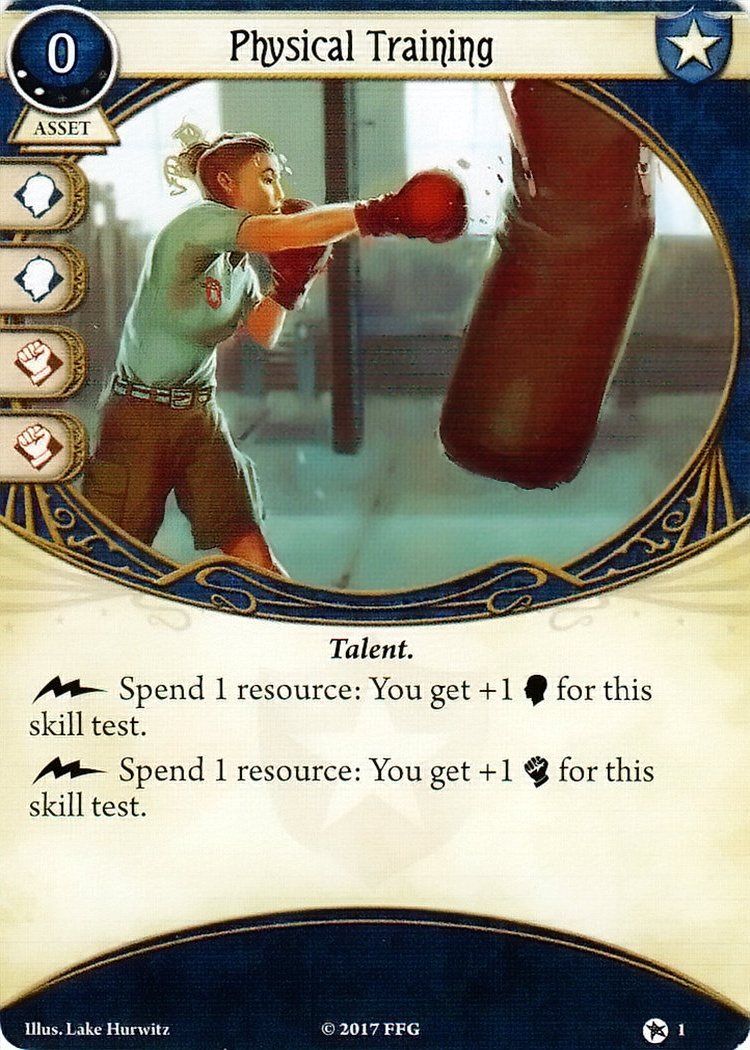 0
Physical Training
ASSET
Talent.
Spend 1 resource: You get +1 for this
skill test.
Spend 1 resource: You get +1 for this
skill test.
Illus. Lake Hurwitz
© 2017 FFG
1